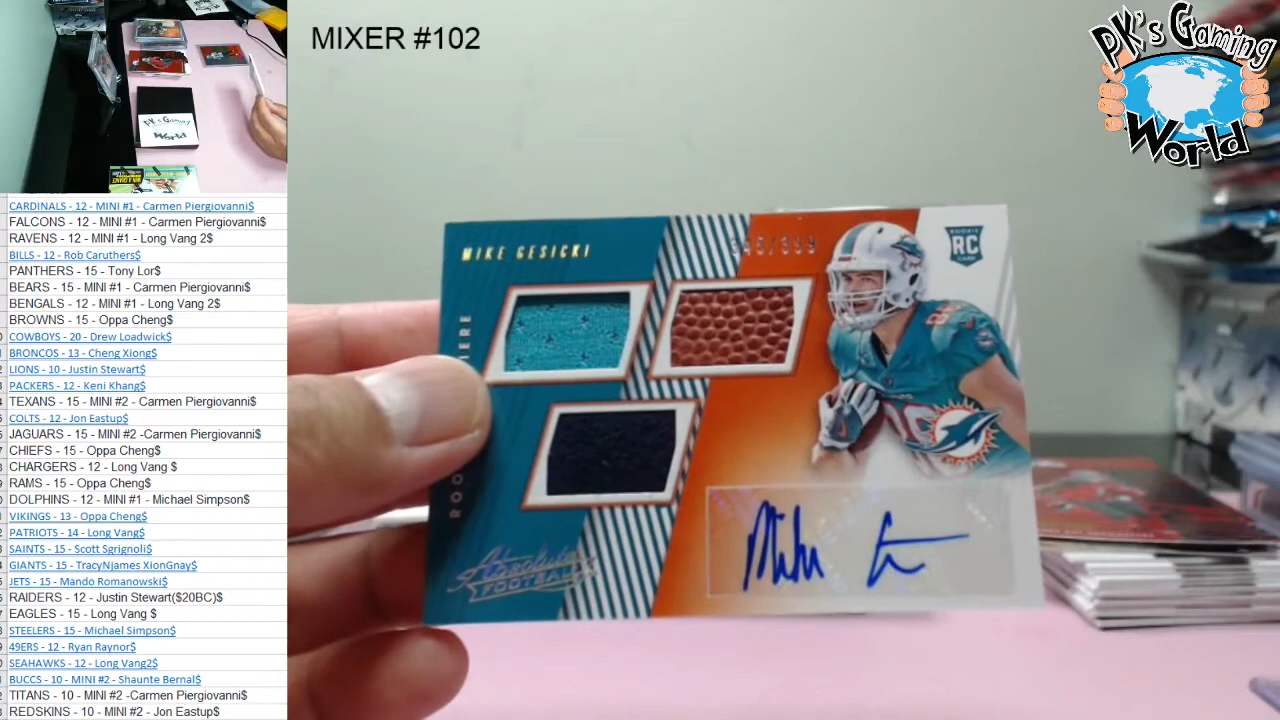 MIXER #102
PK's Gaming
World
PK's Gaming
World
CARDINALS - 12 - MINI #1 - Carmen Piergiovanni$
FALCONS - 12 - MINI #1 - Carmen Piergiovanni$
RAVENS - 12 - MINI #1 - Long Vang 2$
BILLS - 12 - Rob Caruthers$
PANTHERS - 15 - Tony Lor$
BEARS - 15 - MINI #1 - Carmen Piergiovanni$
BENGALS - 12 - MINI #1 - Long Vang 2$
BROWNS - 15 - Oppa Cheng$
COWBOYS - 20 - Drew Loadwick$
BRONCOS - 13 - Cheng Xiong$
LIONS - 10 - Justin Stewart$
PACKERS - 12 - Keni Khang$
TEXANS - 15 - MINI #2 - Carmen Piergiovanni$
COLTS - 12 - Jon Eastup$
JAGUARS - 15 - MINI #2 -Carmen Piergiovanni$
CHIEFS - 15 - Oppa Cheng$
CHARGERS - 12 - Long Vang $
RAMS - 15 - Oppa Cheng$
DOLPHINS - 12 - MINI #1 - Michael Simpson$
VIKINGS - 13 - Oppa Cheng$
PATRIOTS - 14 - Long Vang$
SAINTS - 15 - Scott Sgrignoli$
GIANTS - 15 - TracyNjames XionGnay$
JETS - 15 - Mando Romanowski$
RAIDERS - 12 - Justin Stewart($20BC)$
EAGLES - 15 - Long Vang $
STEELERS - 15 - Michael Simpson$
49ERS - 12 - Ryan Raynor$
SEAHAWKS - 12 - Long Vang2$
BUCCS - 10 - MINI #2 - Shaunte Bernal$
TITANS - 10 - MINI #2 -Carmen Piergiovanni$
REDSKINS - 10 - MINI #2 - Jon Eastup$
MIKE GESICKI
ROOKIE
RC
CARD
Absolute
FOOTBALL
Mike